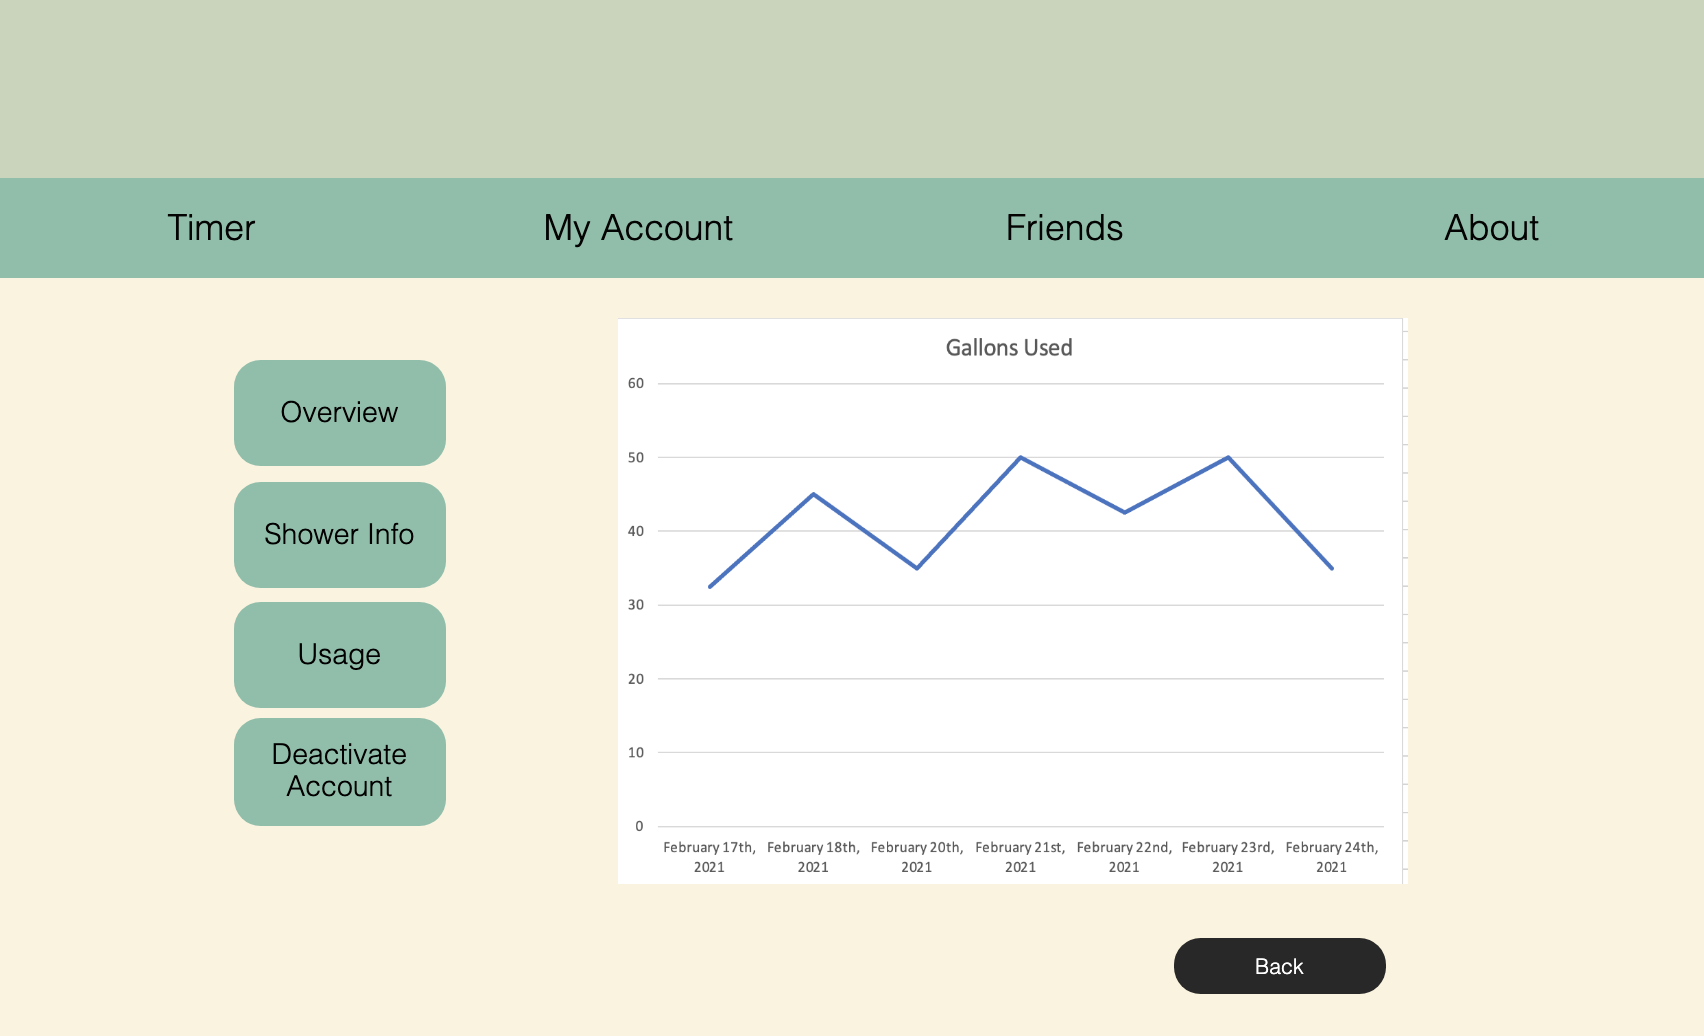 Timer
My Account
Friends
About
Overview
Shower Info
Usage
Deactivate
Account
Gallons Used
60
50
40
30
20
10
0
February 17th,
2021
February 18th,
2021
February 20th,
2021
February 21st,
2021
February 22nd,
2021
February 23rd,
2021
February 24th,
2021
Back